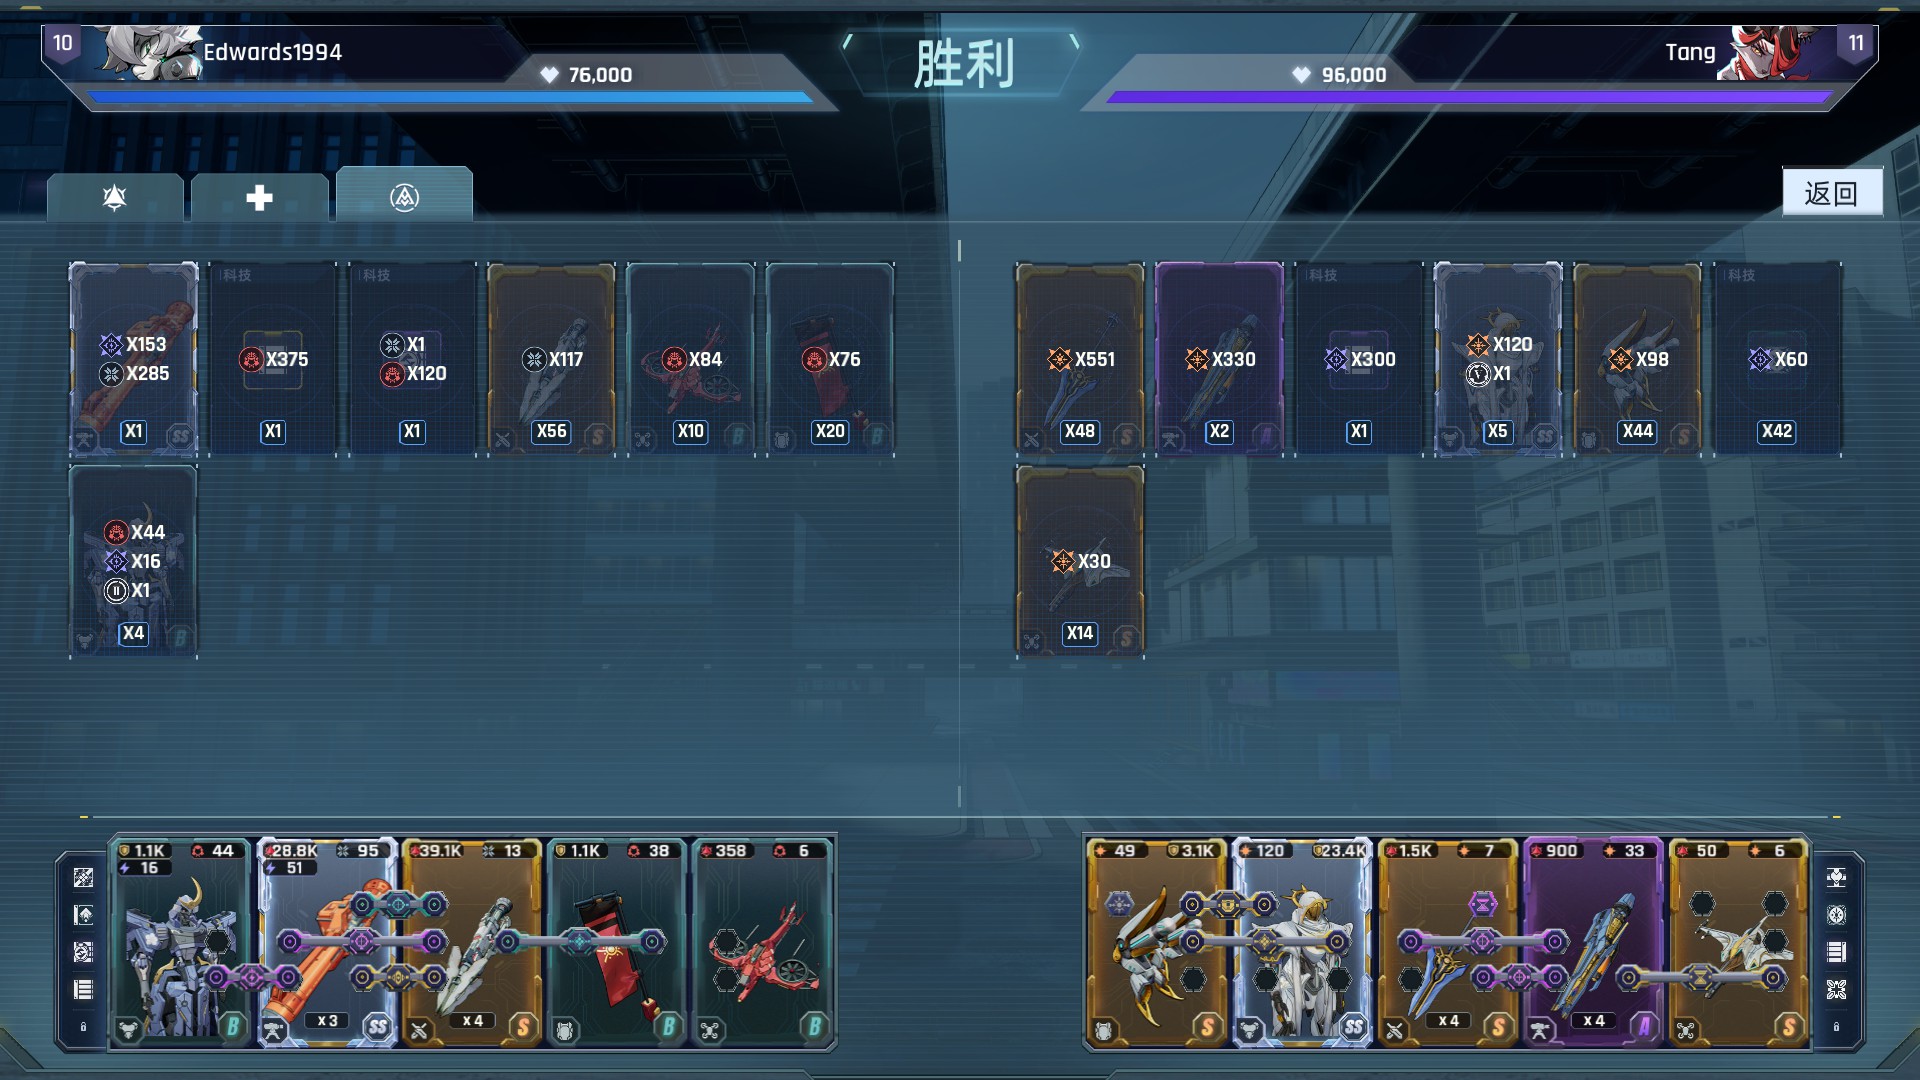 10
Edwards1994
76,000
胜利
96,000
Tang
11
返回
X153
X285
X1
SS
科技
X375
X1
科技
X1
X120
X1
X117
X56
S
X84
X10
B
X76
X20
B
X44
X16
X1
X4
B
X551
X48
S
X330
X2
A
X300
X1
X120
X1
X5
SS
X98
X44
S
科技
X60
X42
X30
X14
S
1.1K 44
16
B
28.8K 95
51
x3
SS
39.1K 13
x4
S
1.1K 38
B
358 6
B
49 3.1K
S
120 23.4K
SS
1.5K 7
x4
S
900 33
x4
A
50 6
S